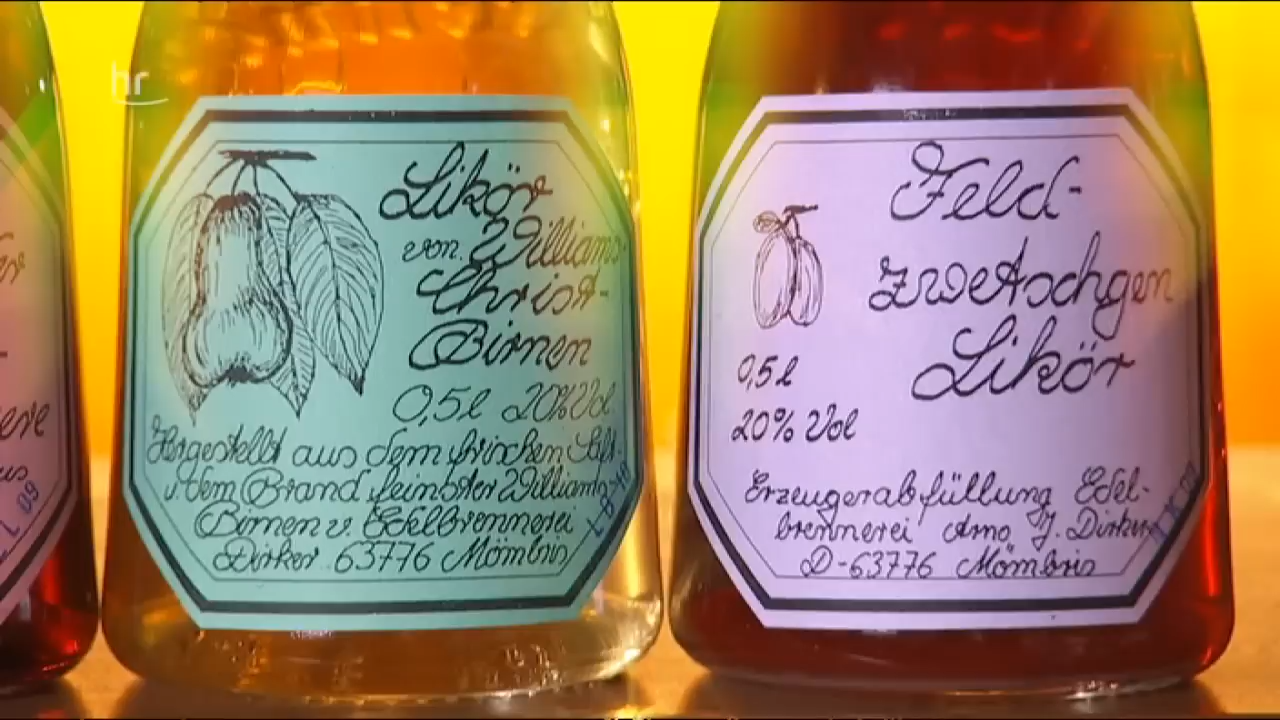 hr
Likör
von Williams
Christ-
Birnen
0,5l 20% Vol
Hergestellt aus dem frischen Saft
u. dem Brand feinster Williams
Birnen v. Edelbrennerei
Dirker 63776 Mömbris
Feld-
zwetschgen
Likör
0,5l
20% Vol
Erzeugerabfüllung Edel-
brennerei Arno J. Dirker
D-63776 Mömbris